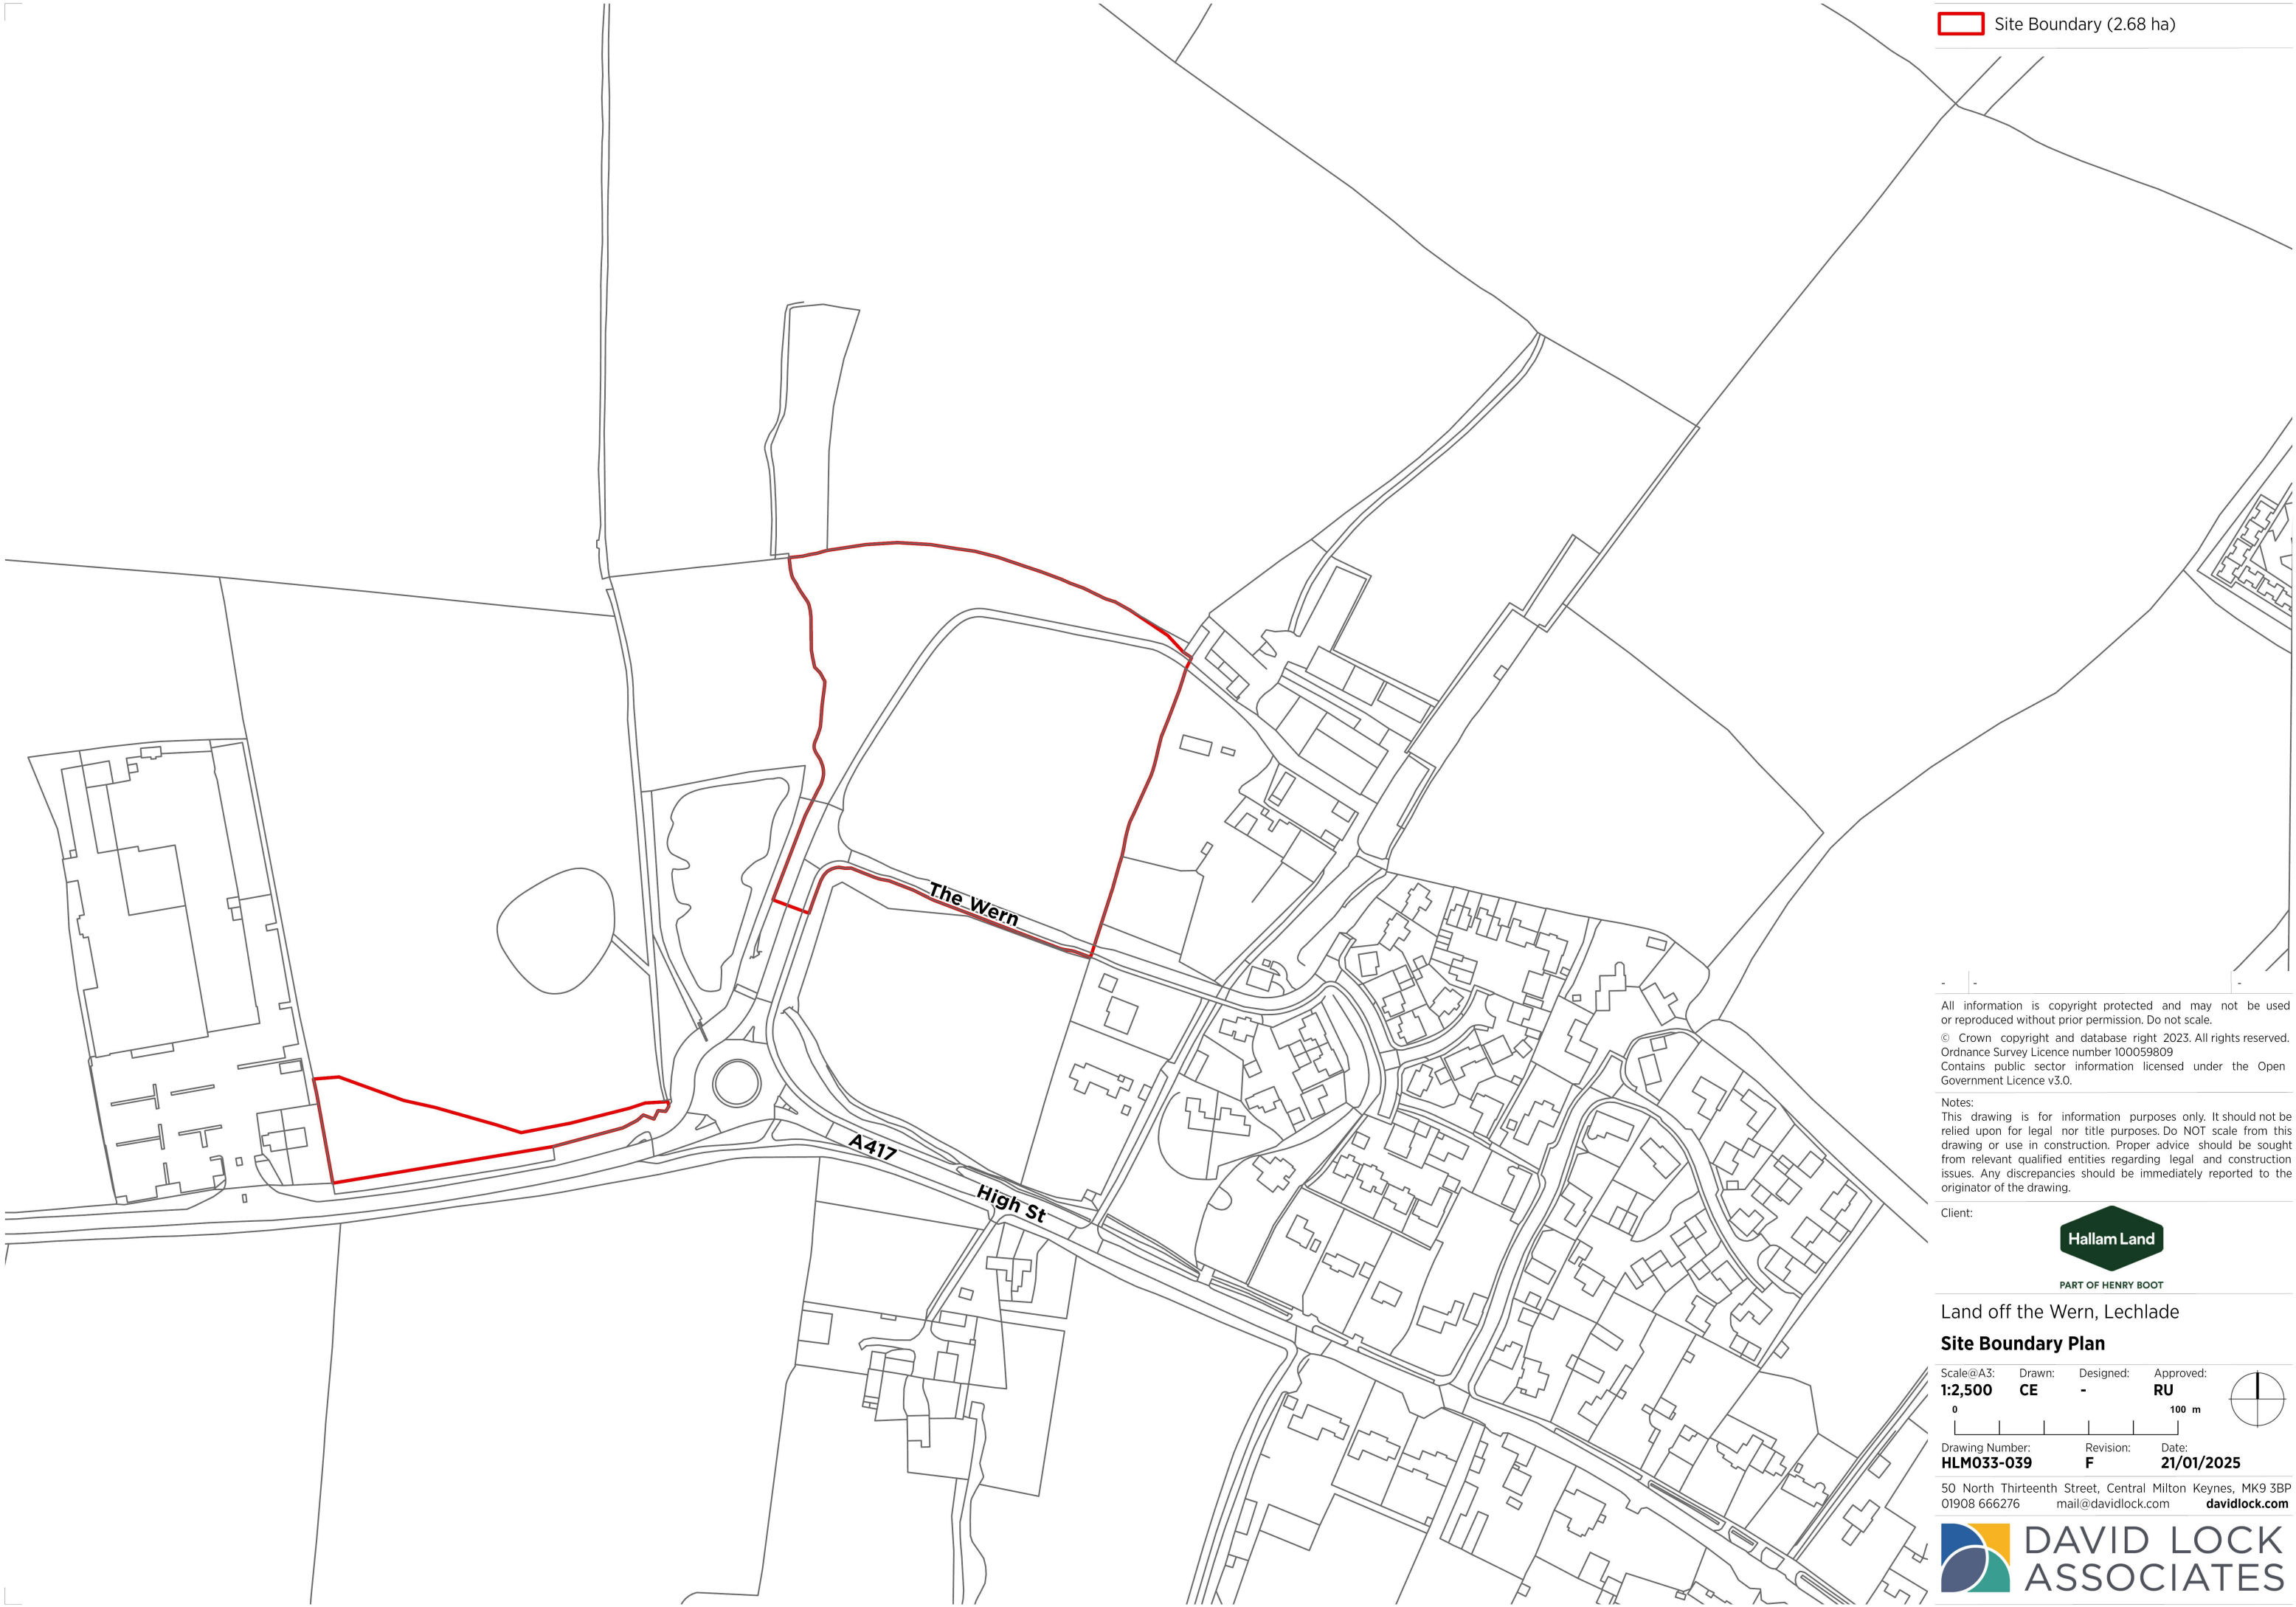 Site Boundary (2.68 ha)
The Wern
A417
High St
- - -
All information is copyright protected and may not be used
or reproduced without prior permission. Do not scale.
© Crown copyright and database right 2023. All rights reserved.
Ordnance Survey Licence number 100059809
Contains public sector information licensed under the Open
Government Licence v3.0.
Notes:
This drawing is for information purposes only. It should not be
relied upon for legal nor title purposes. Do NOT scale from this
drawing or use in construction. Proper advice should be sought
from relevant qualified entities regarding legal and construction
issues. Any discrepancies should be immediately reported to the
originator of the drawing.
Client:
Hallam Land
PART OF HENRY BOOT
Land off the Wern, Lechlade
Site Boundary Plan
Scale@A3: Drawn: Designed: Approved:
1:2,500 CE - RU
0 100 m
Drawing Number: Revision: Date:
HLM033-039 F 21/01/2025
50 North Thirteenth Street, Central Milton Keynes, MK9 3BP
01908 666276 mail@davidlock.com davidlock.com
DAVID LOCK
ASSOCIATES